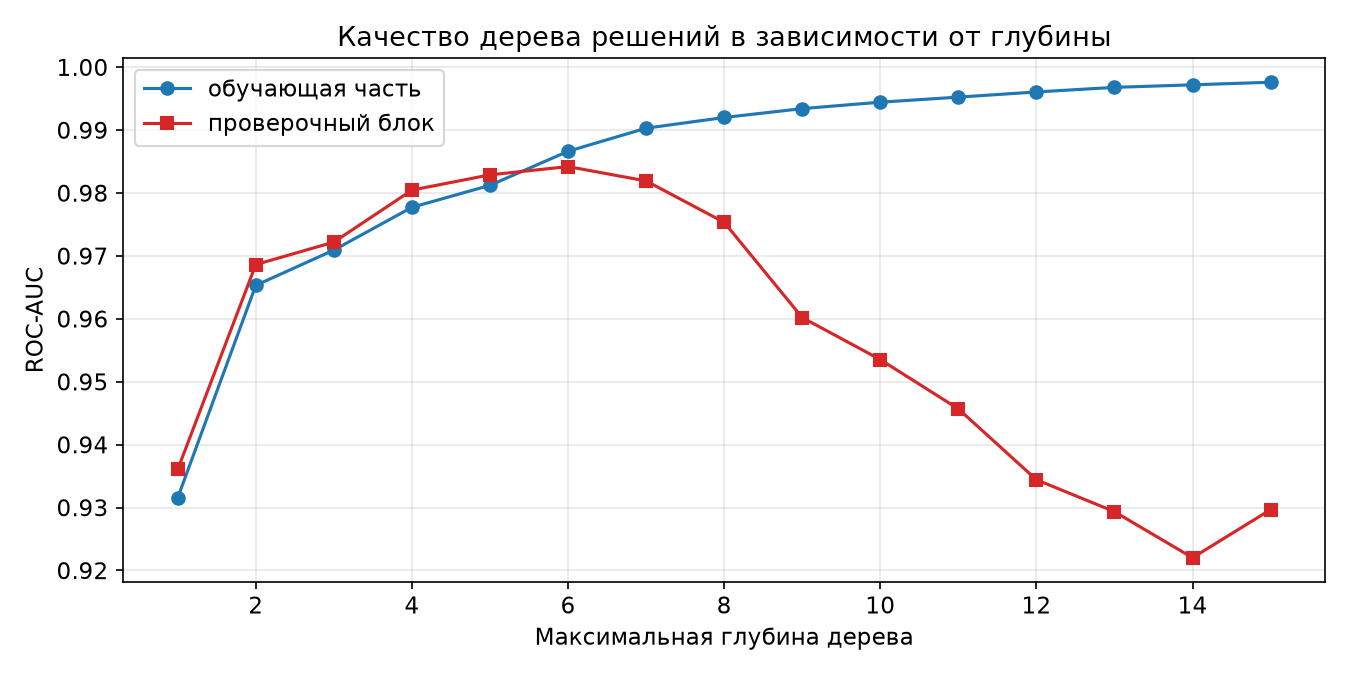 Качество дерева решений в зависимости от глубины
обучающая часть
проверочный блок
ROC-AUC
1.00
0.99
0.98
0.97
0.96
0.95
0.94
0.93
0.92
2 4 6 8 10 12 14
Максимальная глубина дерева